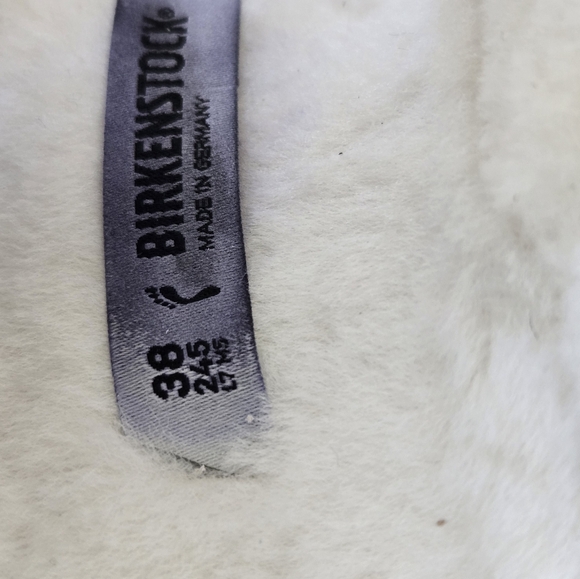 BIRKENSTOCK®
MADE IN GERMANY
38
245
L7 M5